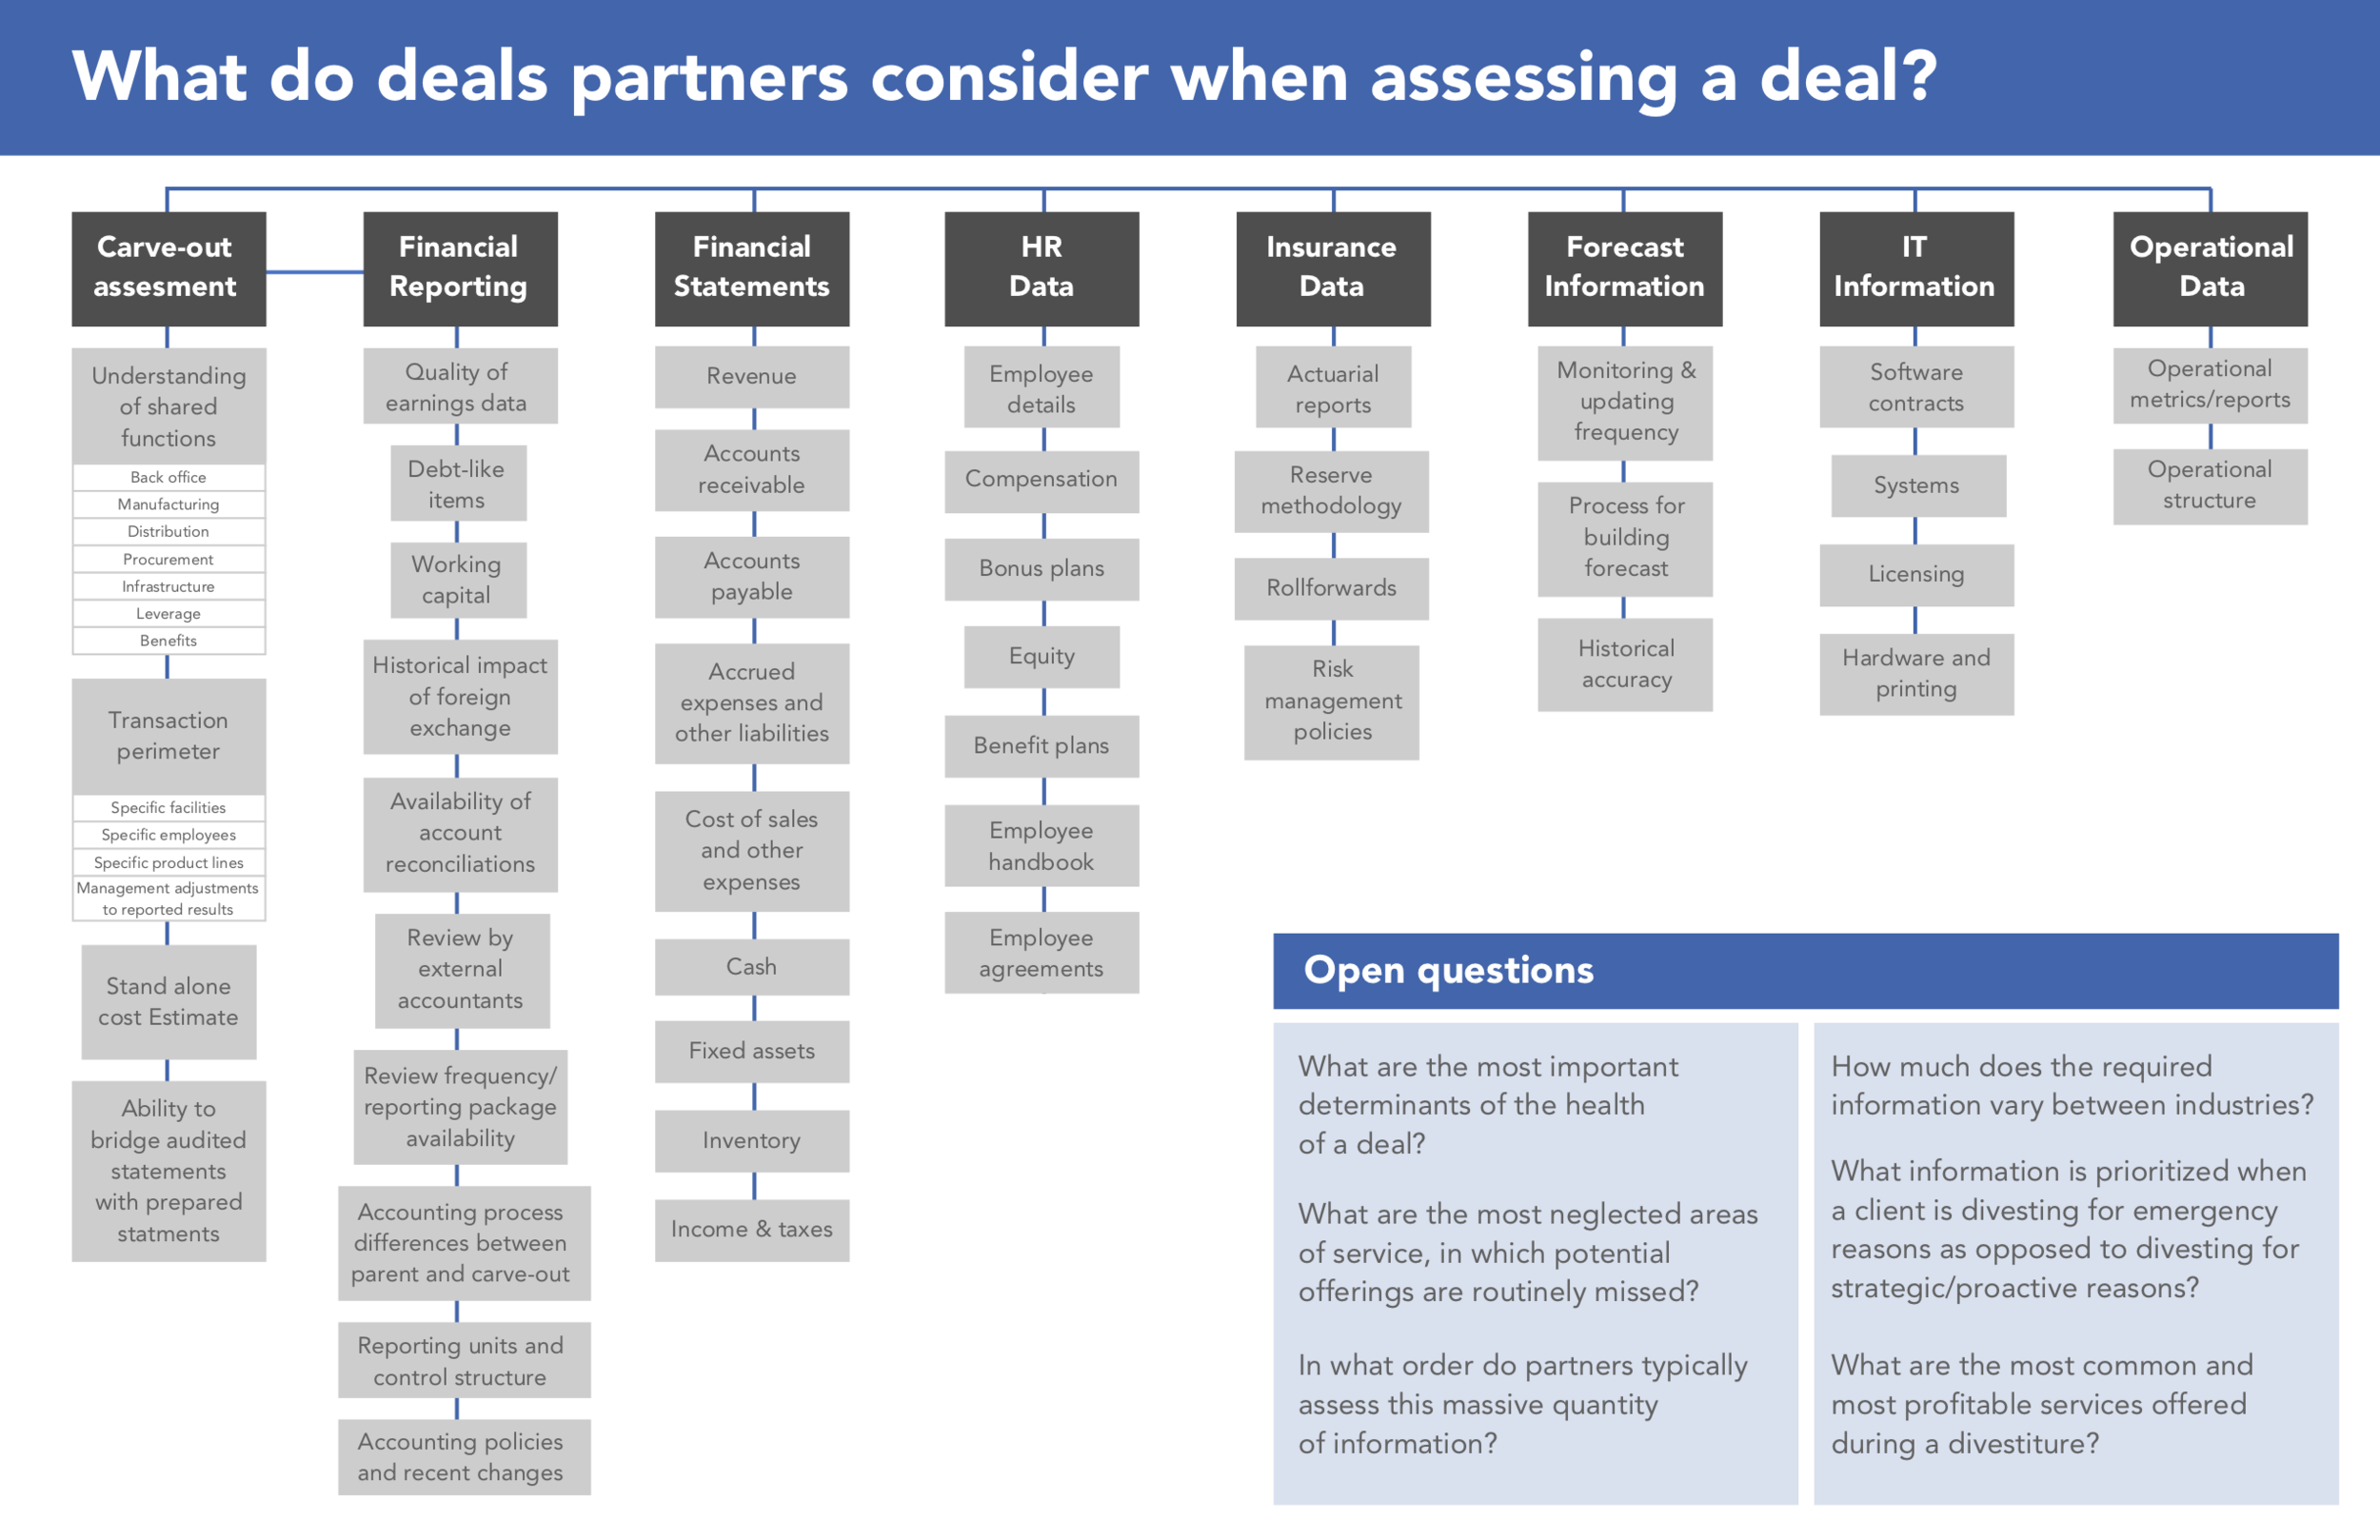 What do deals partners consider when assessing a deal?
Carve-out
assesment
Understanding
of shared
functions
Back office
Manufacturing
Distribution
Procurement
Infrastructure
Leverage
Benefits
Transaction
perimeter
Specific facilities
Specific employees
Specific product lines
Management adjustments
to reported results
Stand alone
cost Estimate
Ability to
bridge audited
statements
with prepared
statments
Financial
Reporting
Quality of
earnings data
Debt-like
items
Working
capital
Historical impact
of foreign
exchange
Availability of
account
reconciliations
Review by
external
accountants
Review frequency/
reporting package
availability
Accounting process
differences between
parent and carve-out
Reporting units and
control structure
Accounting policies
and recent changes
Financial
Statements
Revenue
Accounts
receivable
Accounts
payable
Accrued
expenses and
other liabilities
Cost of sales
and other
expenses
Cash
Fixed assets
Inventory
Income & taxes
HR
Data
Employee
details
Compensation
Bonus plans
Equity
Benefit plans
Employee
handbook
Employee
agreements
Insurance
Data
Actuarial
reports
Reserve
methodology
Rollforwards
Risk
management
policies
Forecast
Information
Monitoring &
updating
frequency
Process for
building
forecast
Historical
accuracy
IT
Information
Software
contracts
Systems
Licensing
Hardware and
printing
Operational
Data
Operational
metrics/reports
Operational
structure
Open questions
What are the most important
determinants of the health
of a deal?
What are the most neglected areas
of service, in which potential
offerings are routinely missed?
In what order do partners typically
assess this massive quantity
of information?
How much does the required
information vary between industries?
What information is prioritized when
a client is divesting for emergency
reasons as opposed to divesting for
strategic/proactive reasons?
What are the most common and
most profitable services offered
during a divestiture?